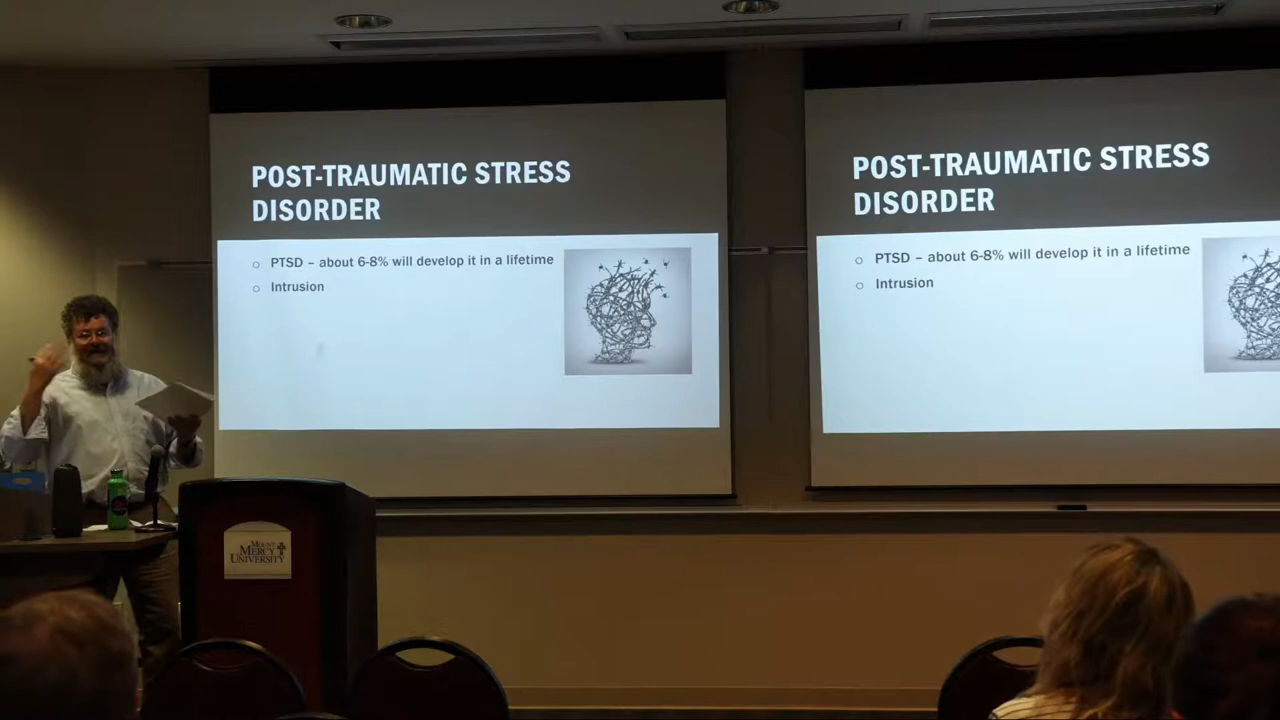 POST-TRAUMATIC STRESS
DISORDER
○ PTSD – about 6-8% will develop it in a lifetime
○ Intrusion
POST-TRAUMATIC STRESS
DISORDER
○ PTSD – about 6-8% will develop it in a lifetime
○ Intrusion
MOUNT
MERCY
UNIVERSITY